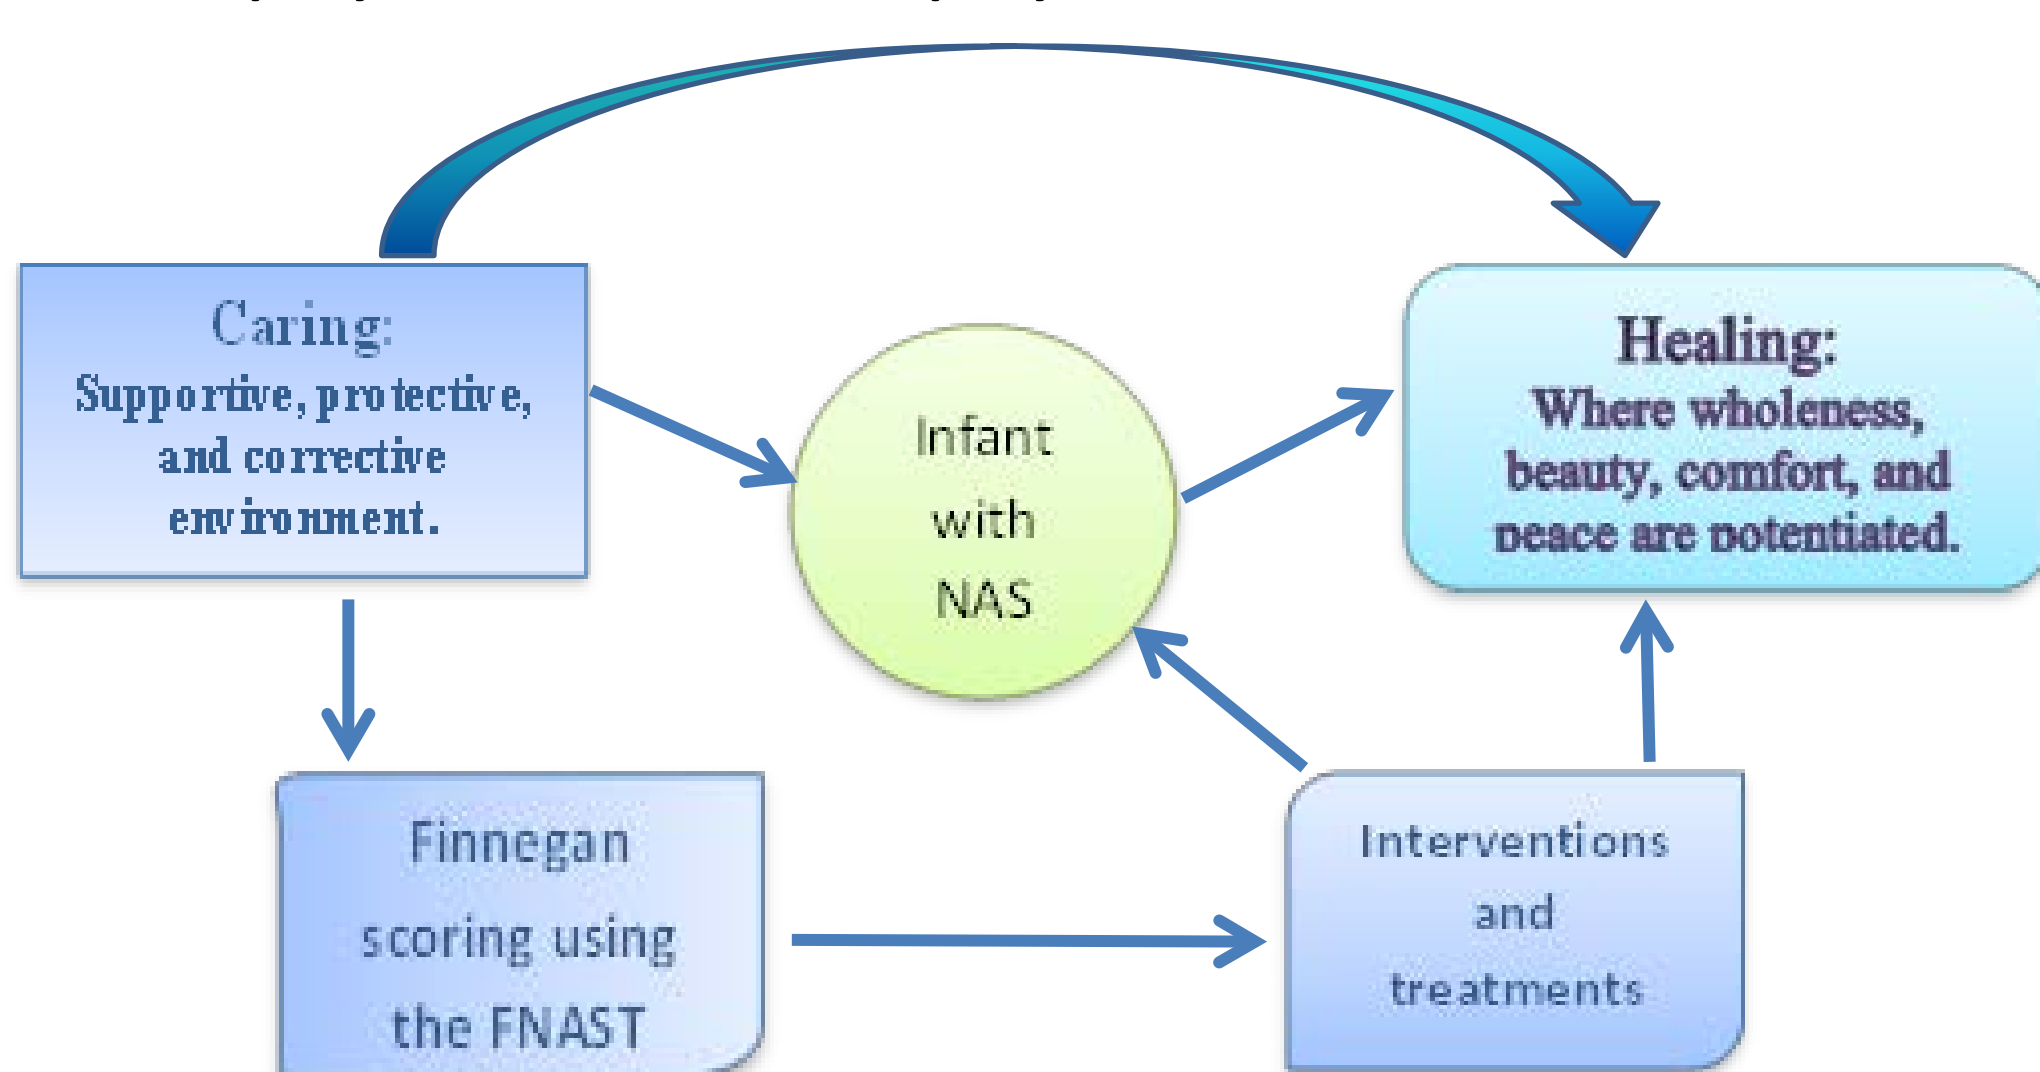 Caring:
Supportive, protective,
and corrective
environment.
Infant
with
NAS
Healing:
Where wholeness,
beauty, comfort, and
peace are potentiated.
Finnegan
scoring using
the FNAST
Interventions
and
treatments